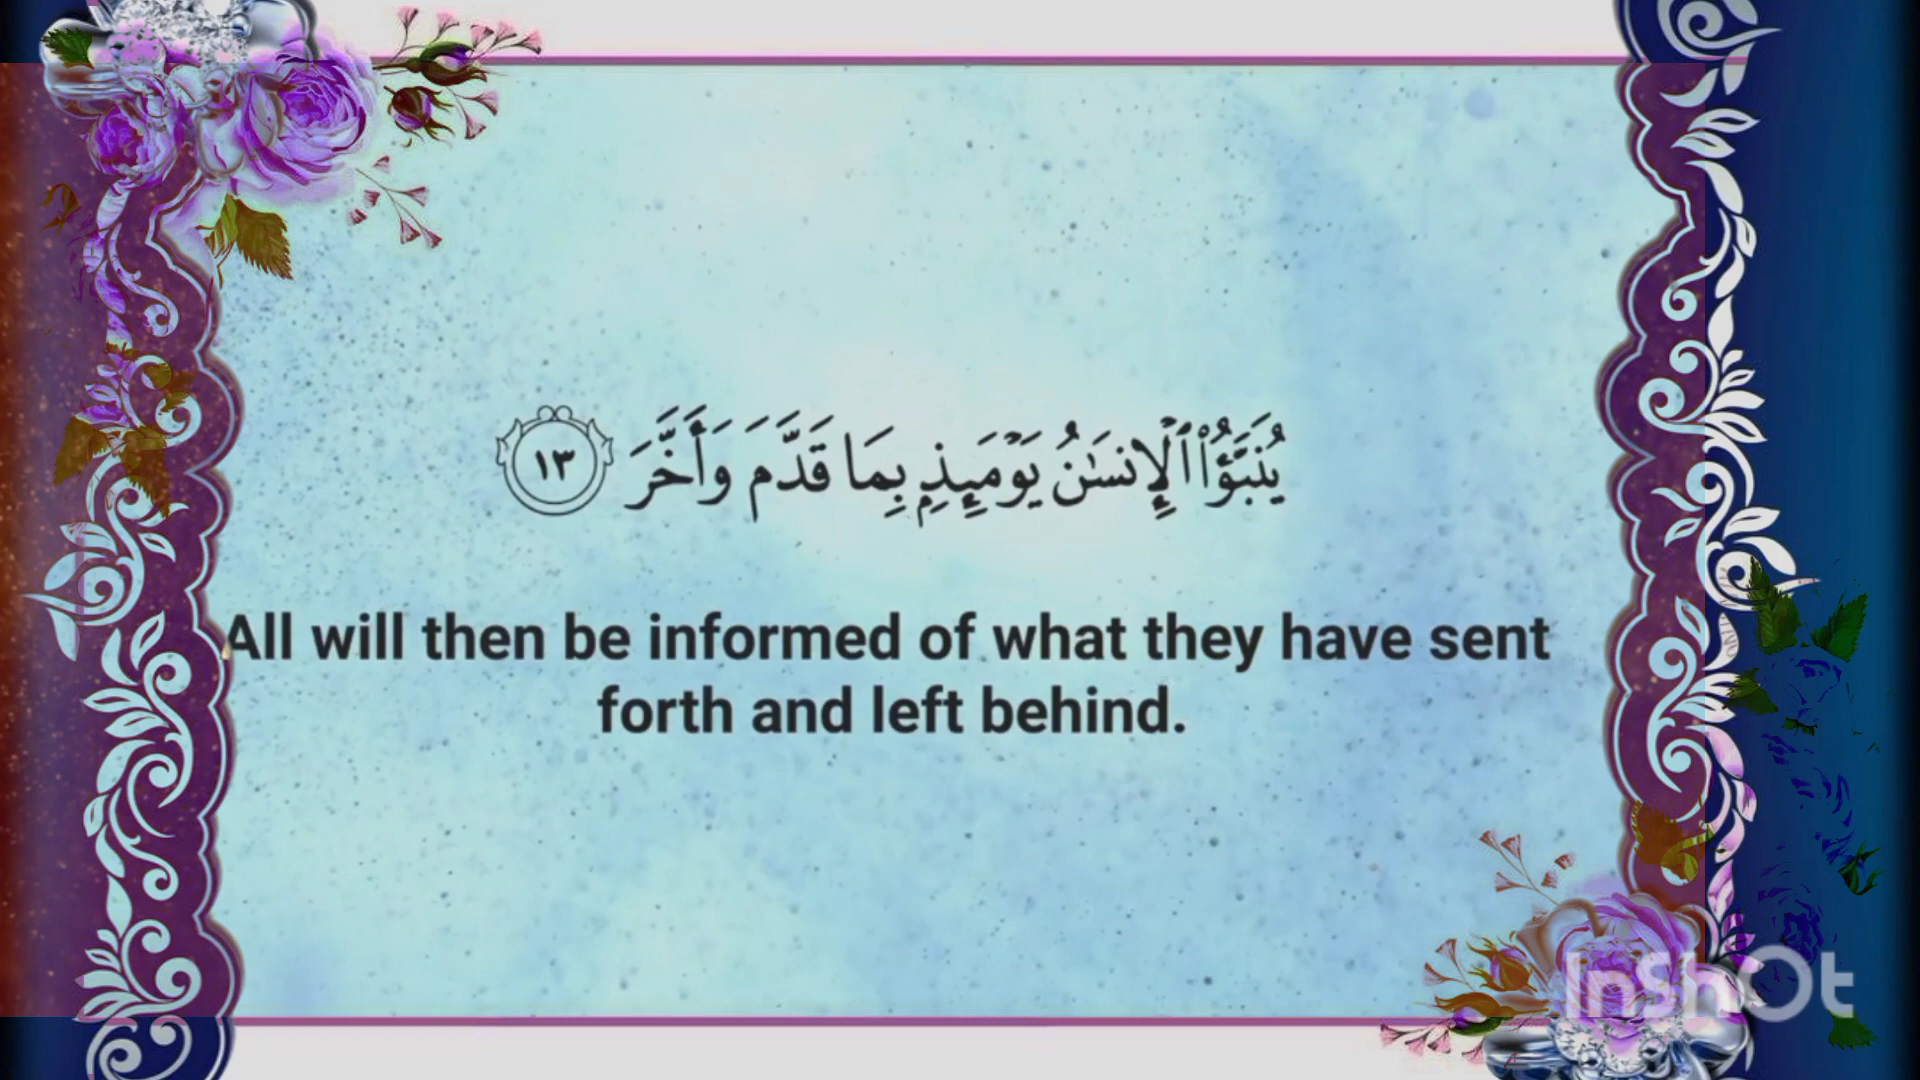 يُنَبَّؤُا۟ ٱلْإِنسَـٰنُ يَوْمَئِذٍۭ بِمَا قَدَّمَ وَأَخَّرَ ١٣
All will then be informed of what they have sent
forth and left behind.
InShOt